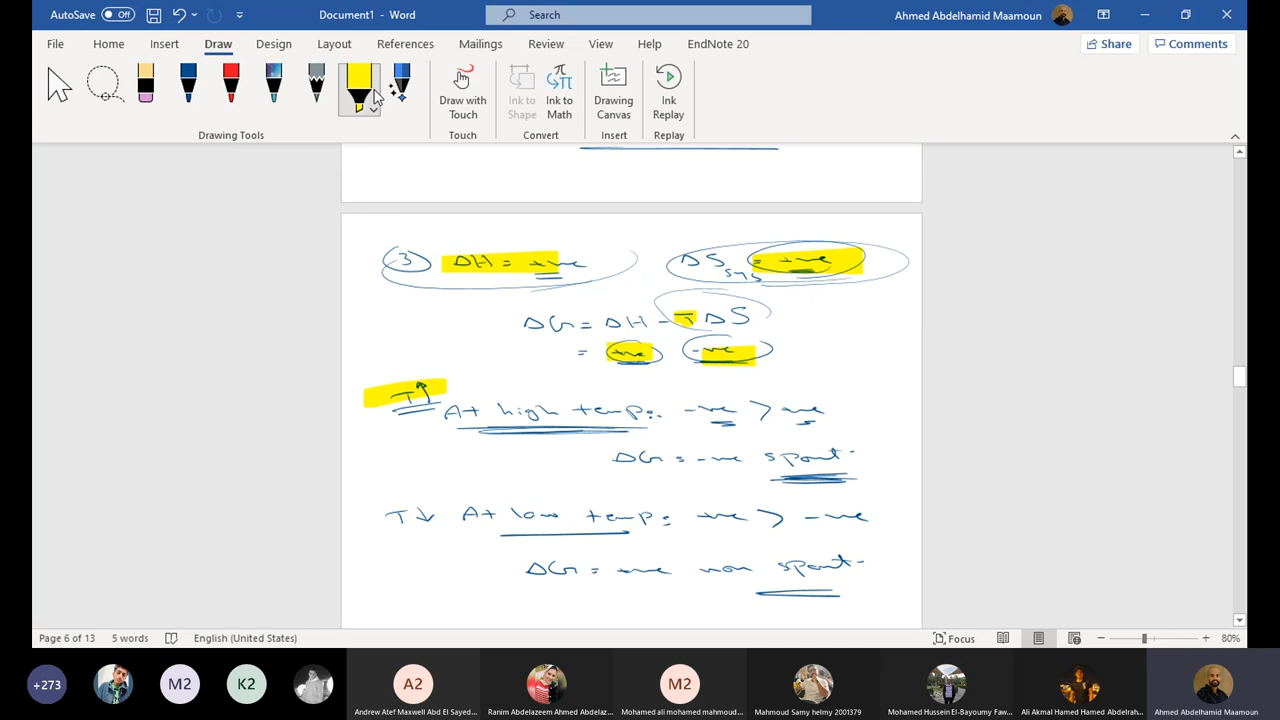 AutoSave Off Document1 - Word Search Ahmed Abdelhamid Maamoun
File Home Insert Draw Design Layout References Mailings Review View Help EndNote 20 Share Comments
Draw with Touch
Ink to Shape
Ink to Math
Drawing Canvas
Ink Replay
Drawing Tools Touch Convert Insert Replay
③ ΔH = +ve ΔSsys = +ve
ΔG = ΔH - TΔS
= +ve -ve
T↑ At high temp: -ve > +ve
ΔG = -ve spont.
T↓ At low temp: +ve > -ve
ΔG = +ve non spont.
Page 6 of 13 5 words English (United States) Focus 80%
+273 M2 K2 A2 M2
Andrew Atef Maxwell Abd El Sayed... Ranim Abdelazeem Ahmed Abdelaz... Mohamed ali mohamed mahmoud... Mahmoud Samy helmy 2001379 Mohamed Hussein El-Bayoumy Faw... Ali Akmal Hamed Hamed Abdelrah... Ahmed Abdelhamid Maamoun